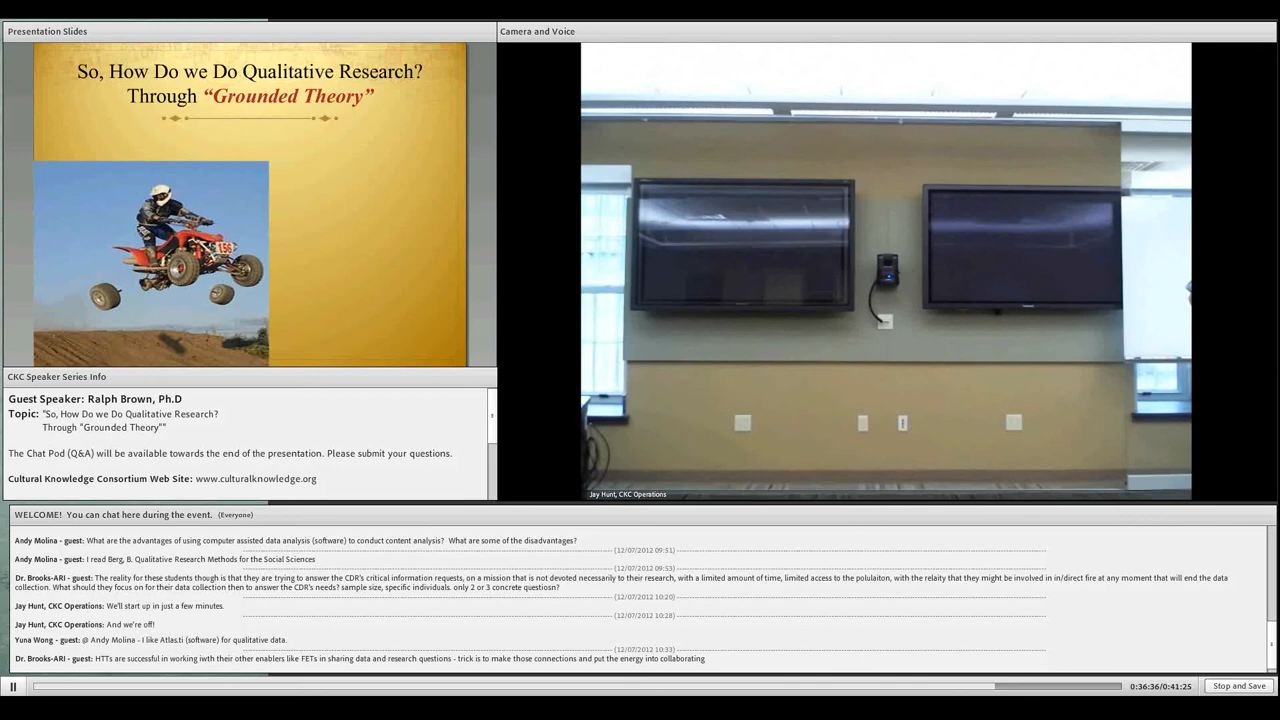 Presentation Slides
So, How Do we Do Qualitative Research?
Through “Grounded Theory”
156
CKC Speaker Series Info
Guest Speaker: Ralph Brown, Ph.D
Topic: "So, How Do we Do Qualitative Research?
Through "Grounded Theory""
The Chat Pod (Q&A) will be available towards the end of the presentation. Please submit your questions.
Cultural Knowledge Consortium Web Site: www.culturalknowledge.org
Camera and Voice
Jay Hunt, CKC Operations
WELCOME! You can chat here during the event. (Everyone)
Andy Molina - guest: What are the advantages of using computer assisted data analysis (software) to conduct content analysis? What are some of the disadvantages?
(12/07/2012 09:51)
Andy Molina - guest: I read Berg, B. Qualitative Research Methods for the Social Sciences
(12/07/2012 09:53)
Dr. Brooks-ARI - guest: The reality for these students though is that they are trying to answer the CDR's critical information requests, on a mission that is not devoted necessarily to their research, with a limited amount of time, limited access to the polulaiton, with the relaity that they might be involved in in/direct fire at any moment that will end the data
collection. What should they focus on for their data collection then to answer the CDR's needs? sample size, specific individuals. only 2 or 3 concrete questiosn?
(12/07/2012 10:20)
Jay Hunt, CKC Operations: We'll start up in just a few minutes.
(12/07/2012 10:28)
Jay Hunt, CKC Operations: And we're off!
Yuna Wong - guest: @ Andy Molina - I like Atlas.ti (software) for qualitative data.
(12/07/2012 10:33)
Dr. Brooks-ARI - guest: HTTs are successful in working iwth their other enablers like FETs in sharing data and research questions - trick is to make those connections and put the energy into collaborating
0:36:36/0:41:25
Stop and Save